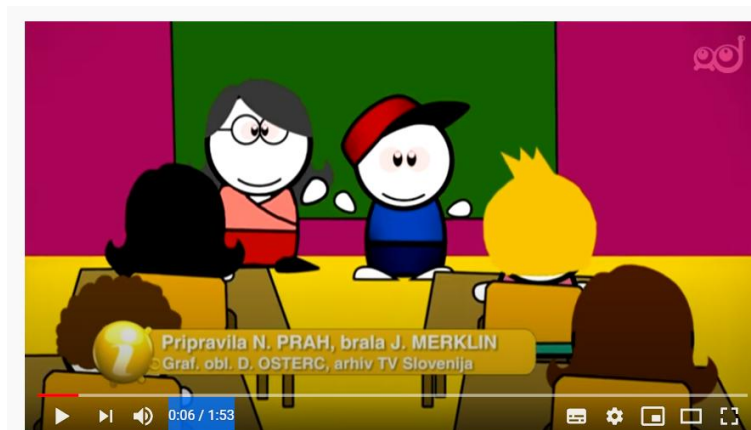 Pripravila N. PRAH, brala J. MERKLIN
Graf. obl. D. OSTERC, arhiv TV Slovenija
0:06 / 1:53